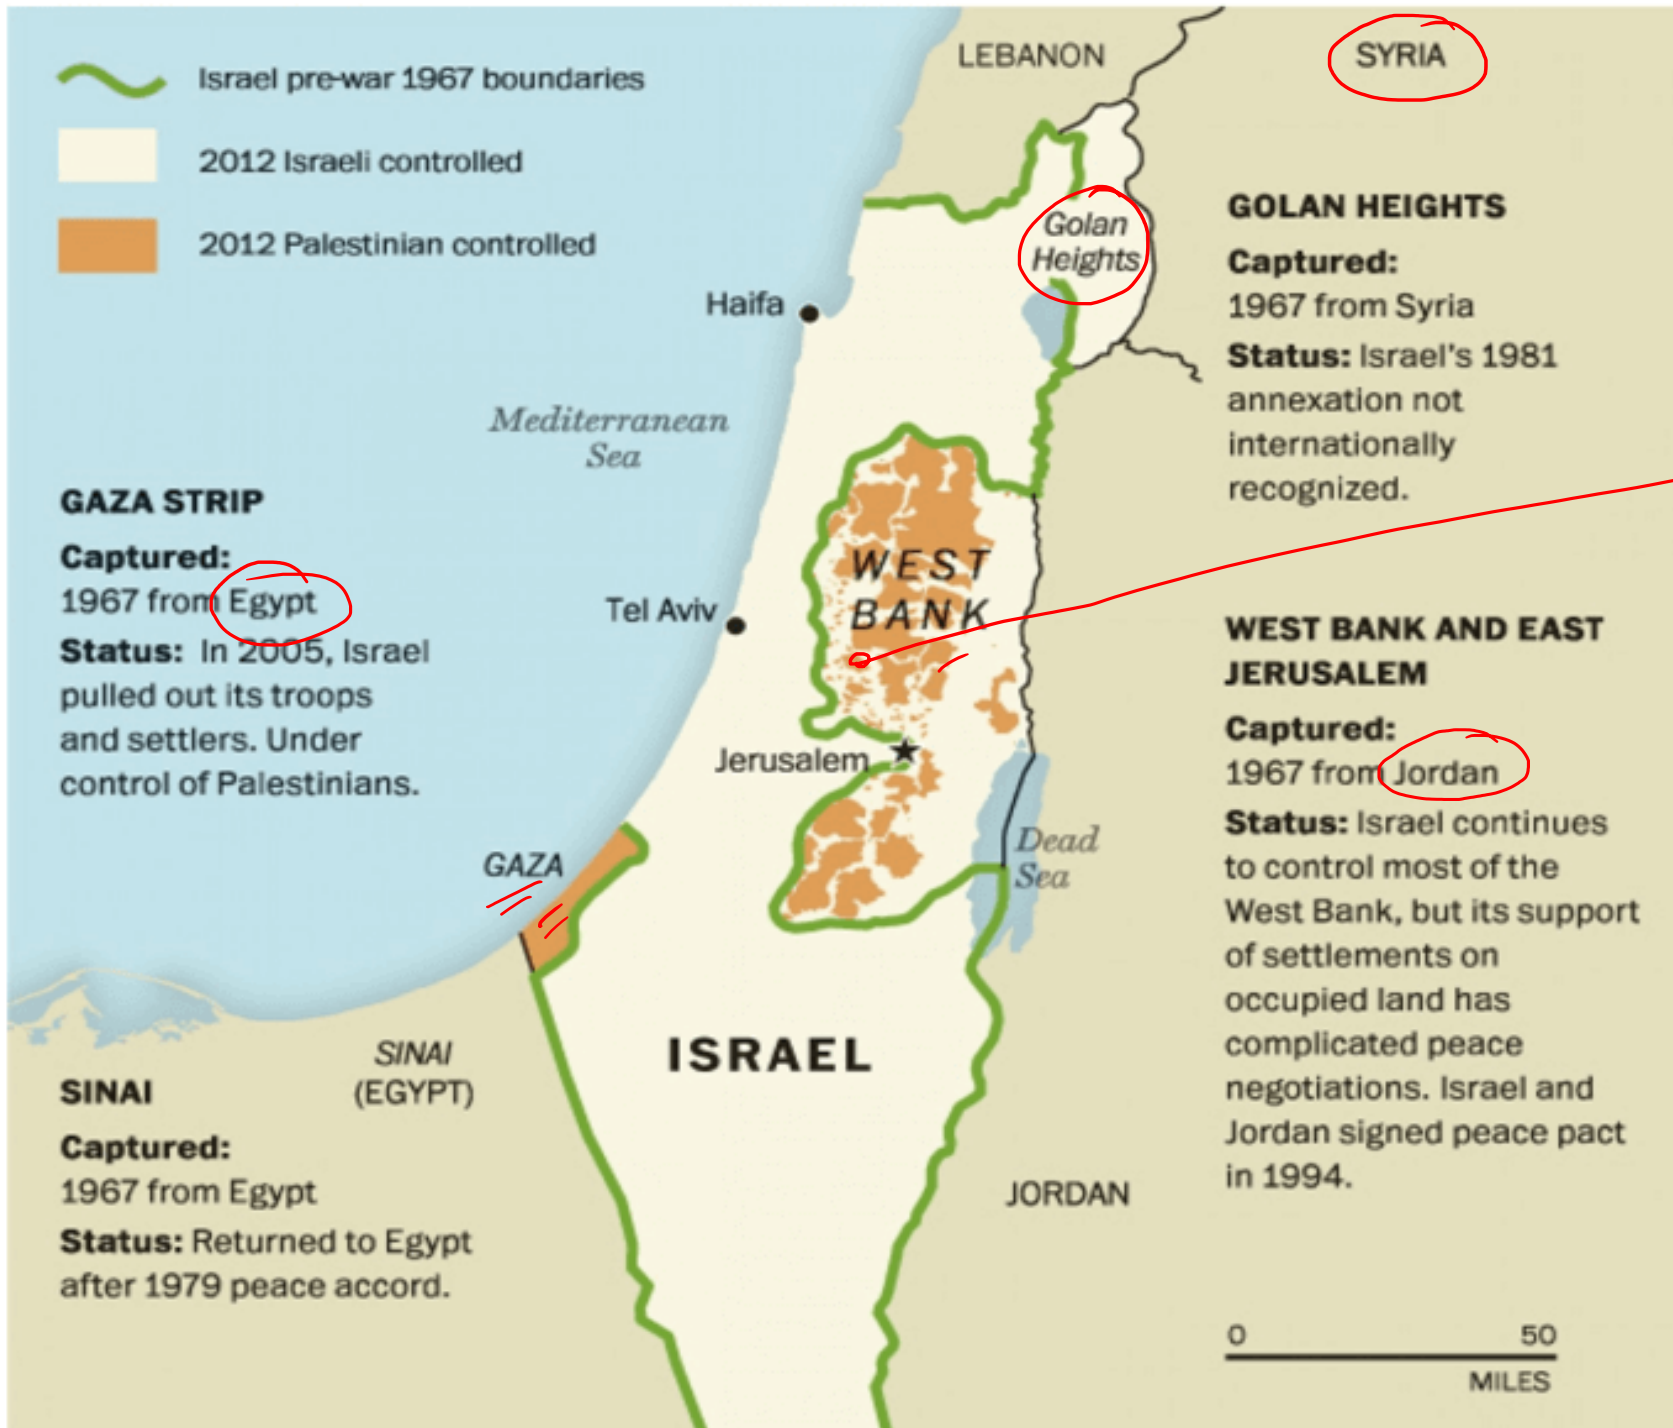 Israel pre-war 1967 boundaries
2012 Israeli controlled
2012 Palestinian controlled
LEBANON
SYRIA
Golan
Heights
Haifa
Mediterranean
Sea
GOLAN HEIGHTS
Captured:
1967 from Syria
Status: Israel's 1981
annexation not
internationally
recognized.
GAZA STRIP
Captured:
1967 from Egypt
Status: In 2005, Israel
pulled out its troops
and settlers. Under
control of Palestinians.
Tel Aviv
WEST
BANK
Jerusalem
WEST BANK AND EAST
JERUSALEM
Captured:
1967 from Jordan
Status: Israel continues
to control most of the
West Bank, but its support
of settlements on
occupied land has
complicated peace
negotiations. Israel and
Jordan signed peace pact
in 1994.
GAZA
Dead
Sea
ISRAEL
SINAI
(EGYPT)
SINAI
Captured:
1967 from Egypt
Status: Returned to Egypt
after 1979 peace accord.
JORDAN
0 50
MILES